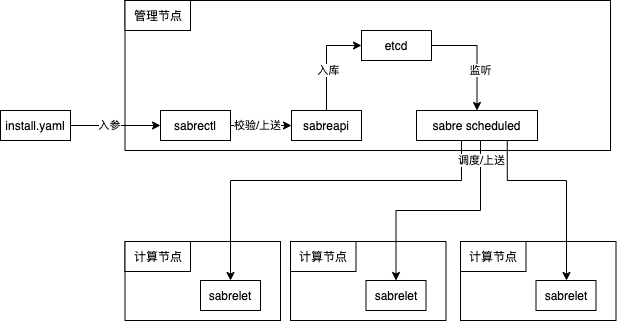 管理节点
etcd
入库
监听
install.yaml
入参
sabrectl
校验/上送
sabreapi
sabre scheduled
调度/上送
计算节点
计算节点
计算节点
sabrelet
sabrelet
sabrelet